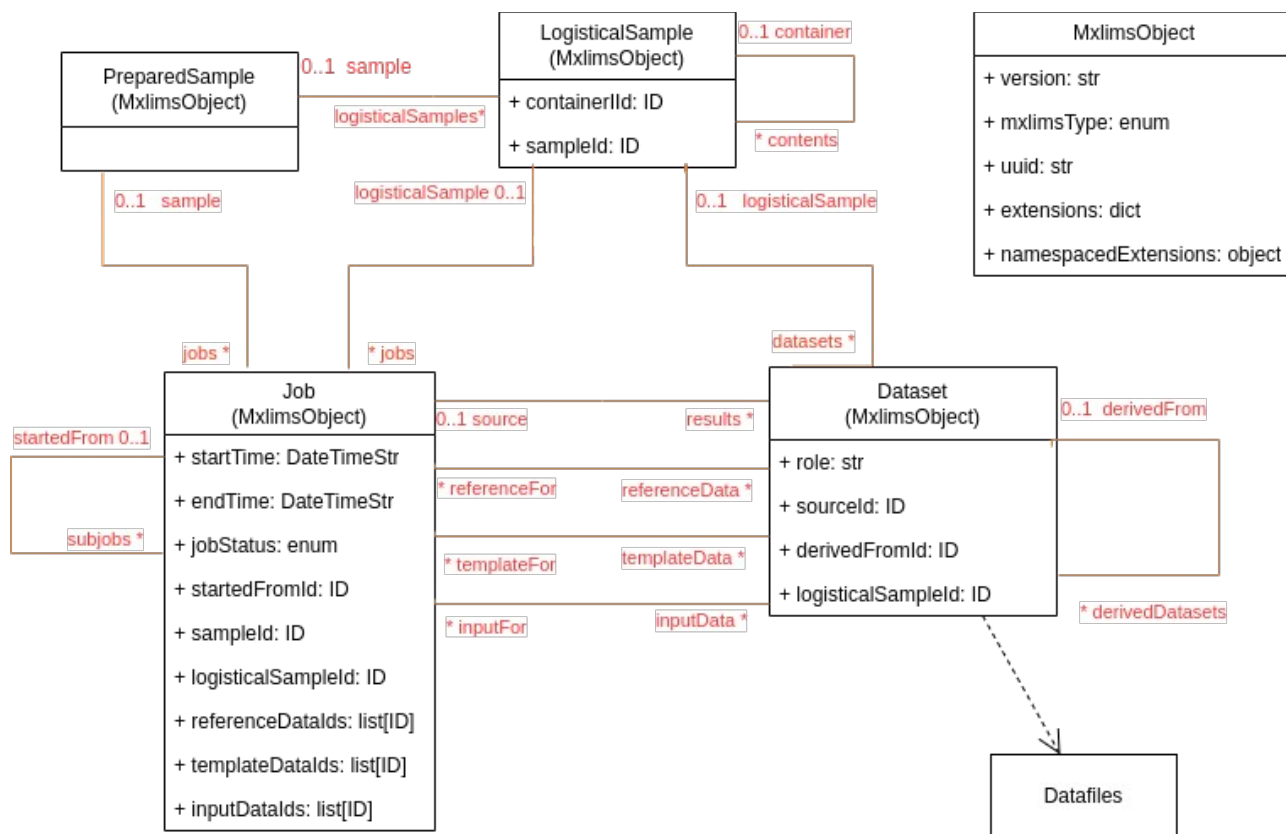 PreparedSample
(MxlimsObject)
0..1 sample
logisticalSamples*
LogisticalSample
(MxlimsObject)
+ containerIId: ID
+ sampleId: ID
0..1 container
* contents
MxlimsObject
+ version: str
+ mxlimsType: enum
+ uuid: str
+ extensions: dict
+ namespacedExtensions: object
0..1 sample
logisticalSample 0..1
0..1 logisticalSample
jobs *
* jobs
datasets *
Job
(MxlimsObject)
+ startTime: DateTimeStr
+ endTime: DateTimeStr
+ jobStatus: enum
+ startedFromId: ID
+ sampleId: ID
+ logisticalSampleId: ID
+ referenceDataIds: list[ID]
+ templateDataIds: list[ID]
+ inputDataIds: list[ID]
startedFrom 0..1
subjobs *
0..1 source
results *
* referenceFor
referenceData *
* templateFor
templateData *
* inputFor
inputData *
Dataset
(MxlimsObject)
+ role: str
+ sourceId: ID
+ derivedFromId: ID
+ logisticalSampleId: ID
0..1 derivedFrom
* derivedDatasets
Datafiles